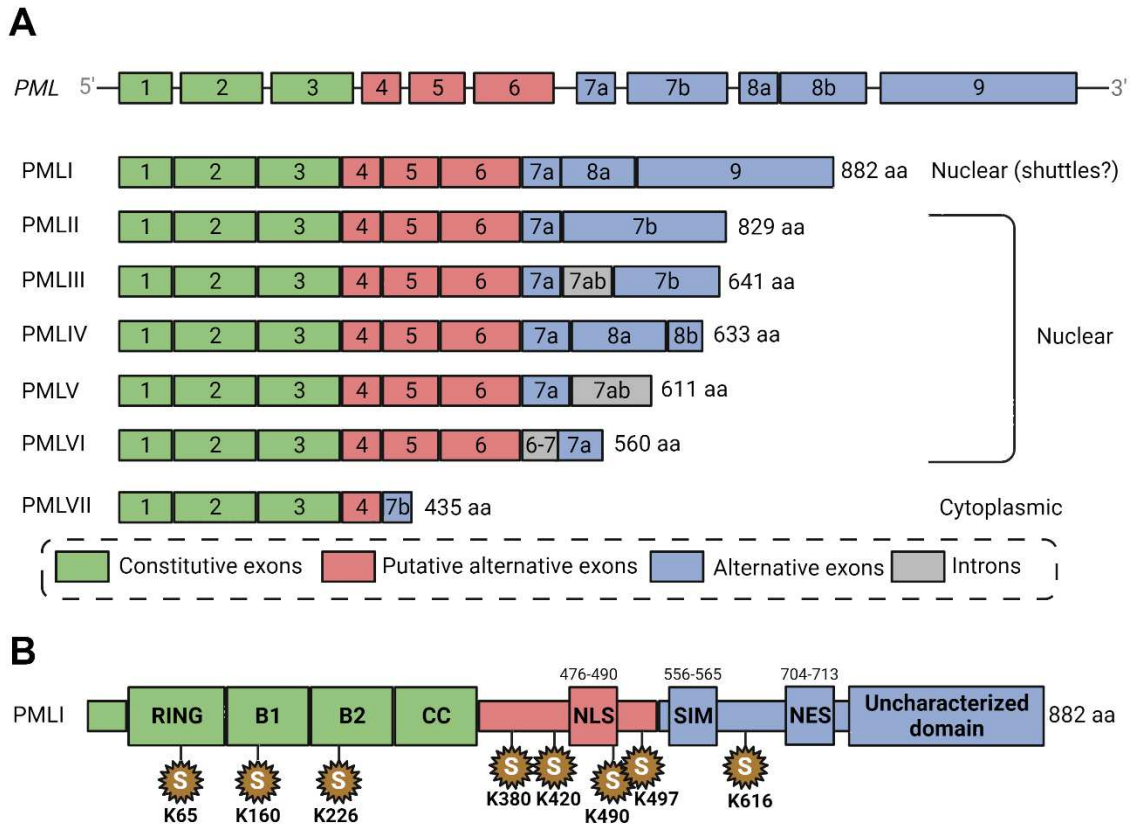 A
PML 5' 1 2 3 4 5 6 7a 7b 8a 8b 9 3'
PMLI 1 2 3 4 5 6 7a 8a 9 882 aa Nuclear (shuttles?)
PMLII 1 2 3 4 5 6 7a 7b 829 aa
PMLIII 1 2 3 4 5 6 7a 7ab 7b 641 aa
PMLIV 1 2 3 4 5 6 7a 8a 8b 633 aa
Nuclear
PMLV 1 2 3 4 5 6 7a 7ab 611 aa
PMLVI 1 2 3 4 5 6 6-7 7a 560 aa
PMLVII 1 2 3 4 7b 435 aa Cytoplasmic
Constitutive exons Putative alternative exons Alternative exons Introns
B
476-490 556-565 704-713
PMLI RING B1 B2 CC NLS SIM NES Uncharacterized domain 882 aa
S S S S S S S S
K65 K160 K226 K380 K420 K490 K497 K616